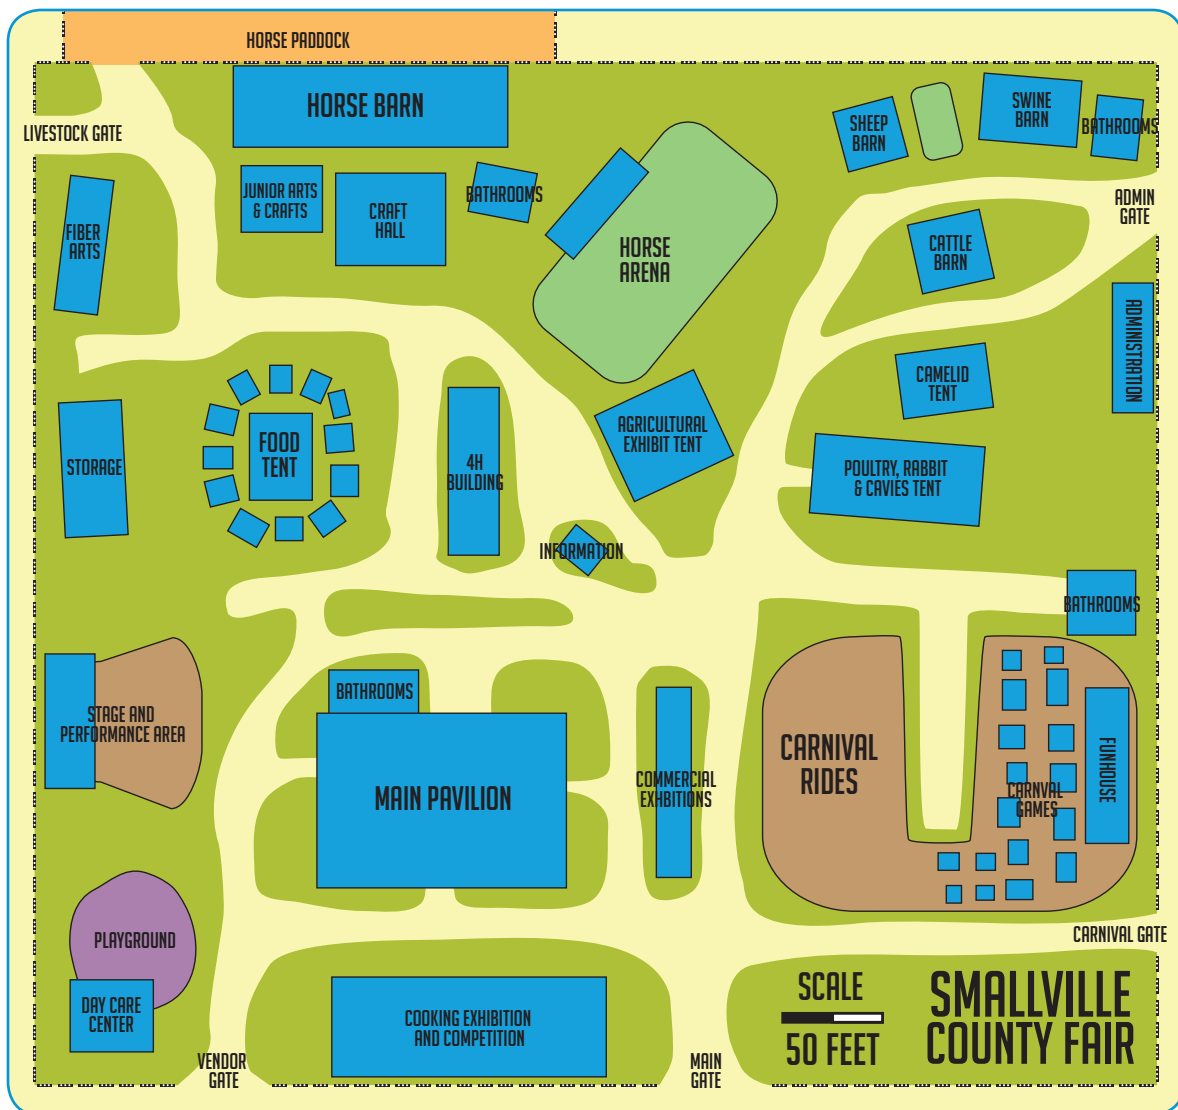 HORSE PADDOCK
HORSE BARN
LIVESTOCK GATE
SHEEP
BARN
SWINE
BARN
BATHROOMS
JUNIOR ARTS
& CRAFTS
CRAFT
HALL
BATHROOMS
ADMIN
GATE
FIBER
ARTS
HORSE
ARENA
CATTLE
BARN
ADMINISTRATION
CAMELID
TENT
FOOD
TENT
AGRICULTURAL
EXHIBIT TENT
STORAGE
4H
BUILDING
POULTRY, RABBIT
& CAVIES TENT
INFORMATION
BATHROOMS
BATHROOMS
STAGE AND
PERFORMANCE AREA
CARNIVAL
RIDES
FUNHOUSE
MAIN PAVILION
COMMERCIAL
EXHBITIONS
CARNVAL
GAMES
PLAYGROUND
CARNIVAL GATE
DAY CARE
CENTER
COOKING EXHIBITION
AND COMPETITION
SCALE
50 FEET
SMALLVILLE
COUNTY FAIR
VENDOR
GATE
MAIN
GATE